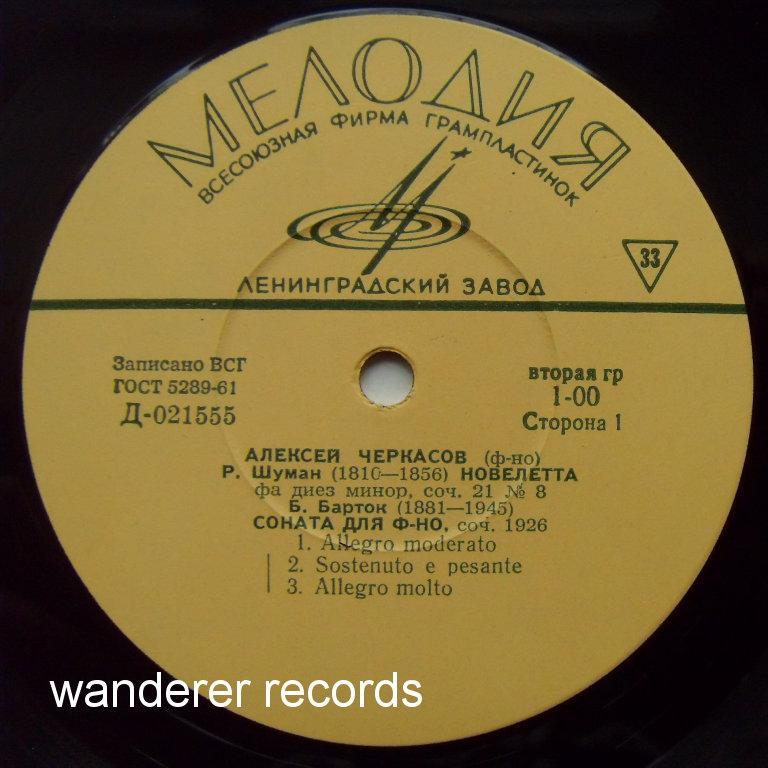 МЕЛОДИЯ
ВСЕСОЮЗНАЯ ФИРМА ГРАМПЛАСТИНОК
ЛЕНИНГРАДСКИЙ ЗАВОД
33
Записано ВСГ
ГОСТ 5289-61
Д-021555
вторая гр
1-00
Сторона 1
АЛЕКСЕЙ ЧЕРКАСОВ (ф-но)
Р. Шуман (1810—1856) НОВЕЛЕТТА
фа диез минор, соч. 21 № 8
Б. Барток (1881—1945)
СОНАТА ДЛЯ Ф-НО, соч. 1926
1. Allegro moderato
2. Sostenuto e pesante
3. Allegro molto
wanderer records